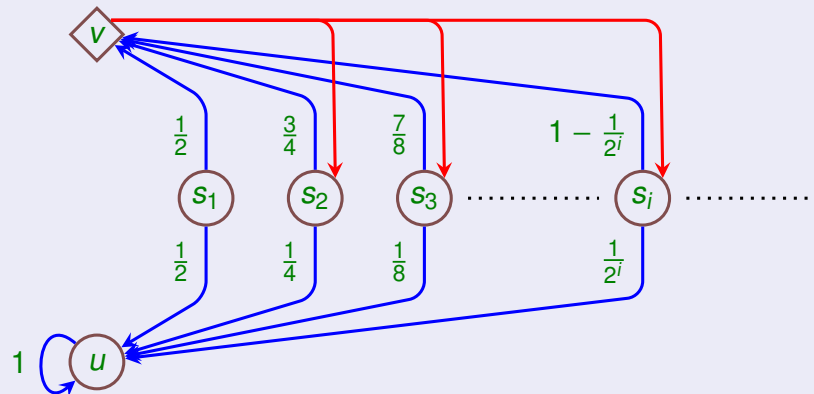 v
1/2 3/4 7/8 1 − 1/2^i
s₁ s₂ s₃ sᵢ
1/2 1/4 1/8 1/2^i
1 u